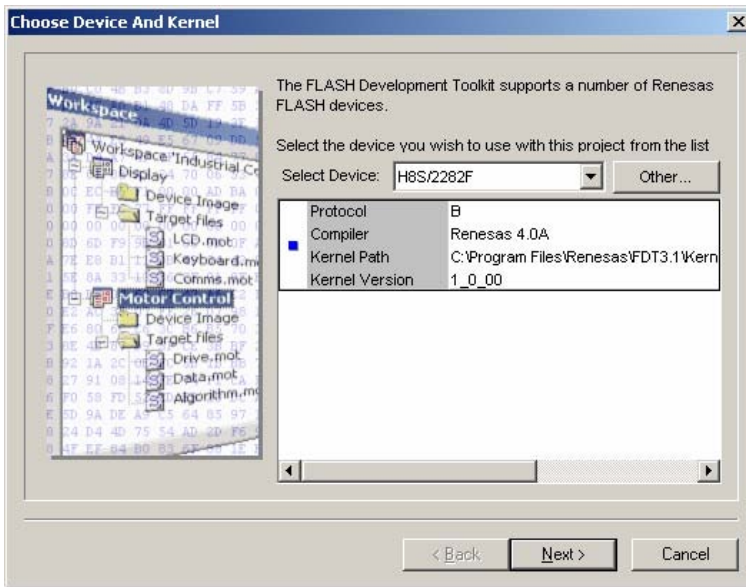 Choose Device And Kernel
Workspace
Workspace 'Industrial Co
Display
Device Image
Target files
LCD.mot
Keyboard.m
Comms.mot
Motor Control
Device Image
Target files
Drive.mot
Data.mot
Algorithm.mo
The FLASH Development Toolkit supports a number of Renesas
FLASH devices.
Select the device you wish to use with this project from the list
Select Device: H8S/2282F Other...
Protocol B
Compiler Renesas 4.0A
Kernel Path C:\Program Files\Renesas\FDT3.1\Kern
Kernel Version 1_0_00
< Back Next > Cancel